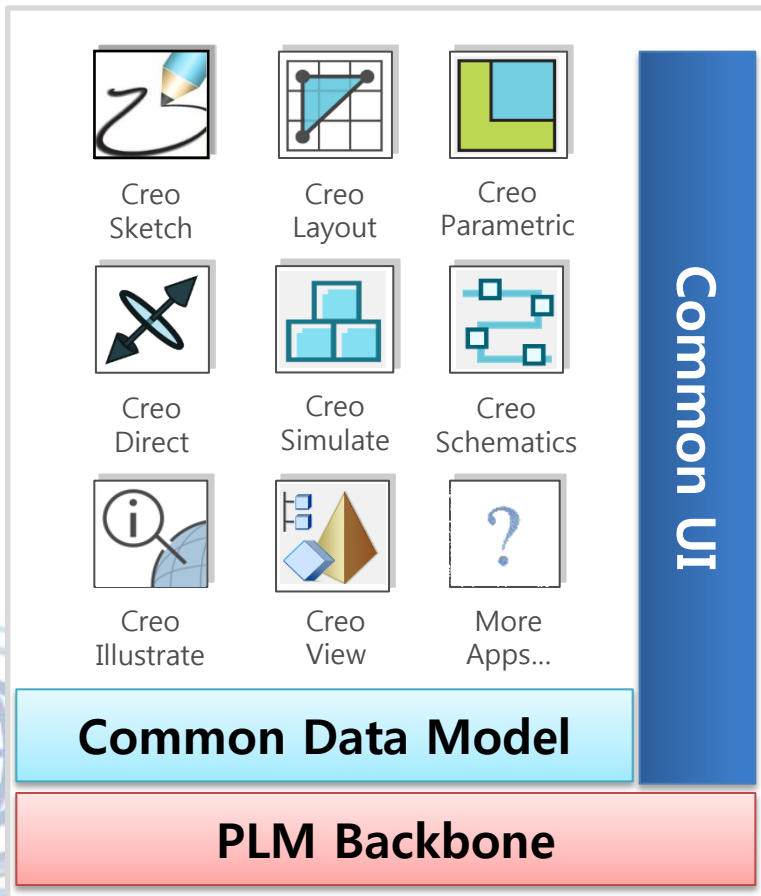 Creo
Sketch
Creo
Layout
Creo
Parametric
Creo
Direct
Creo
Simulate
Creo
Schematics
i
Creo
Illustrate
Creo
View
?
More
Apps...
Common UI
Common Data Model
PLM Backbone